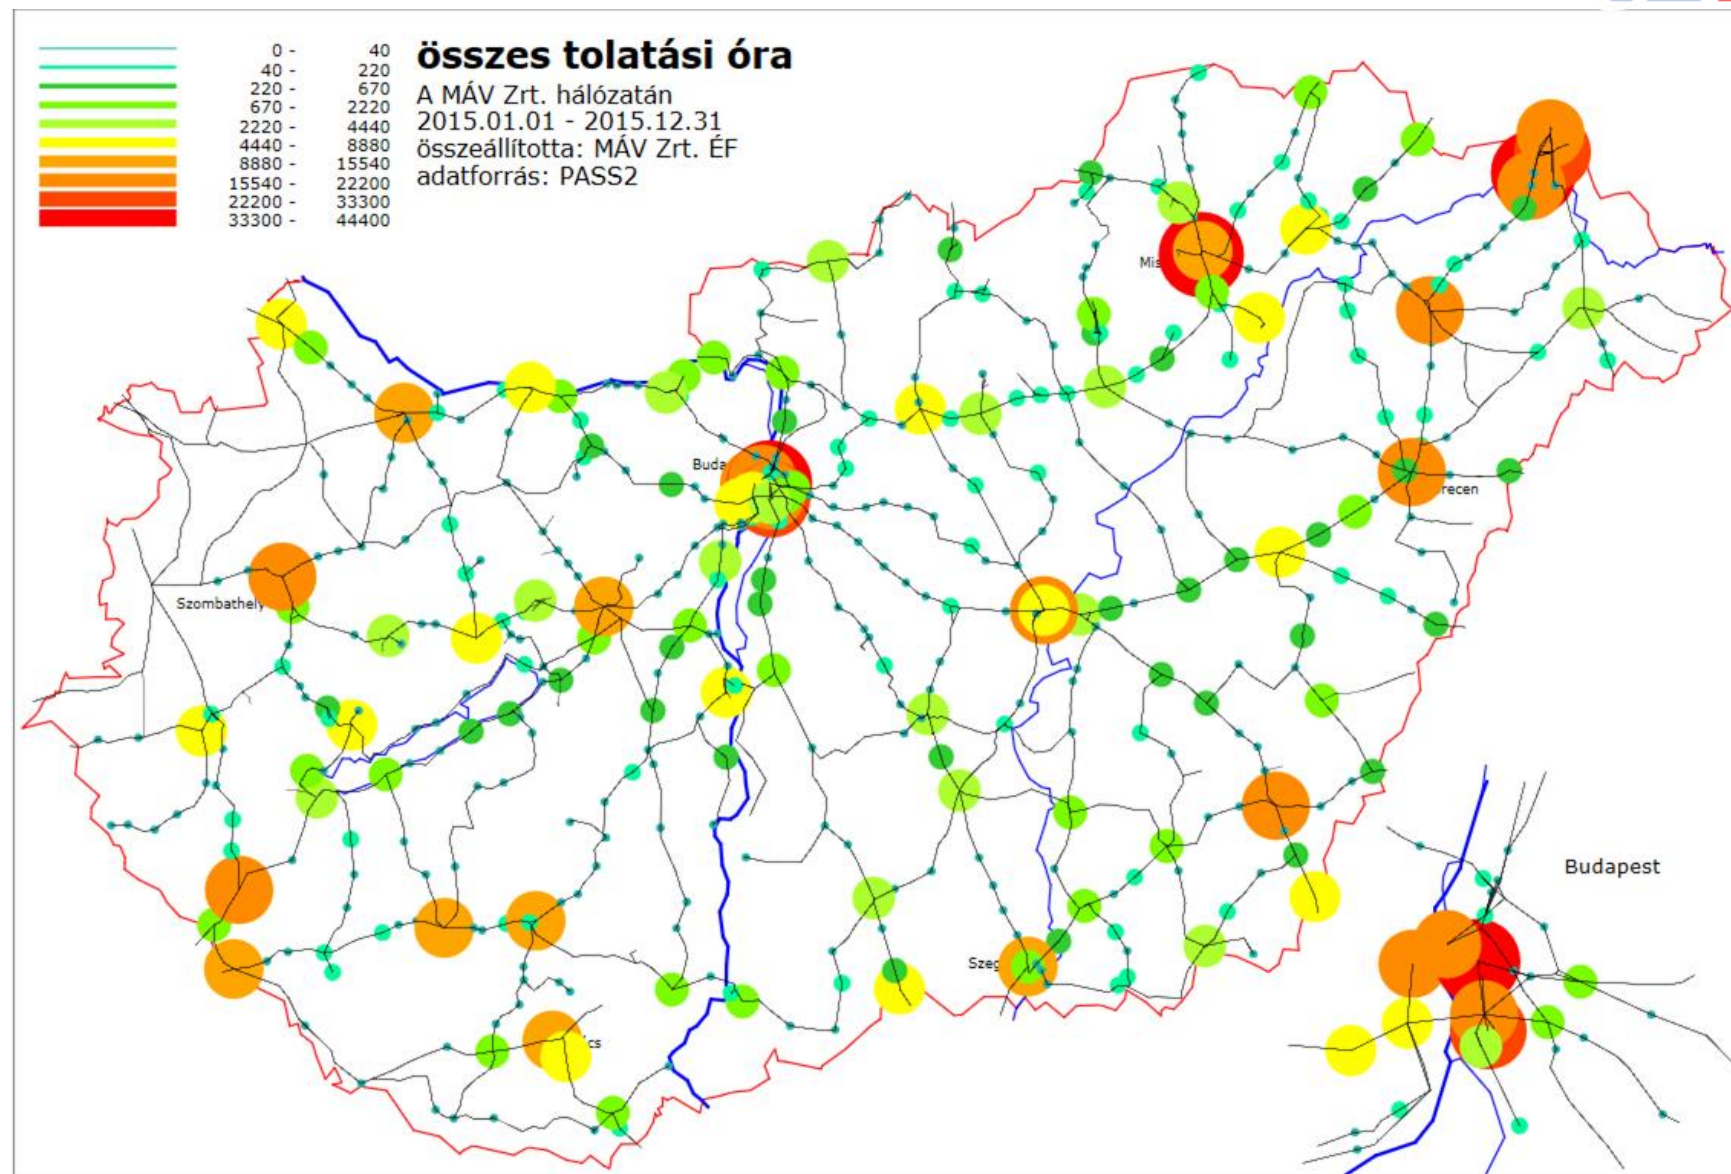 összes tolatási óra
A MÁV Zrt. hálózatán
2015.01.01 - 2015.12.31
összeállította: MÁV Zrt. ÉF
adatforrás: PASS2
0 - 40
40 - 220
220 - 670
670 - 2220
2220 - 4440
4440 - 8880
8880 - 15540
15540 - 22200
22200 - 33300
33300 - 44400
Mis
Buda
recen
Szombathely
Szeg
cs
Budapest